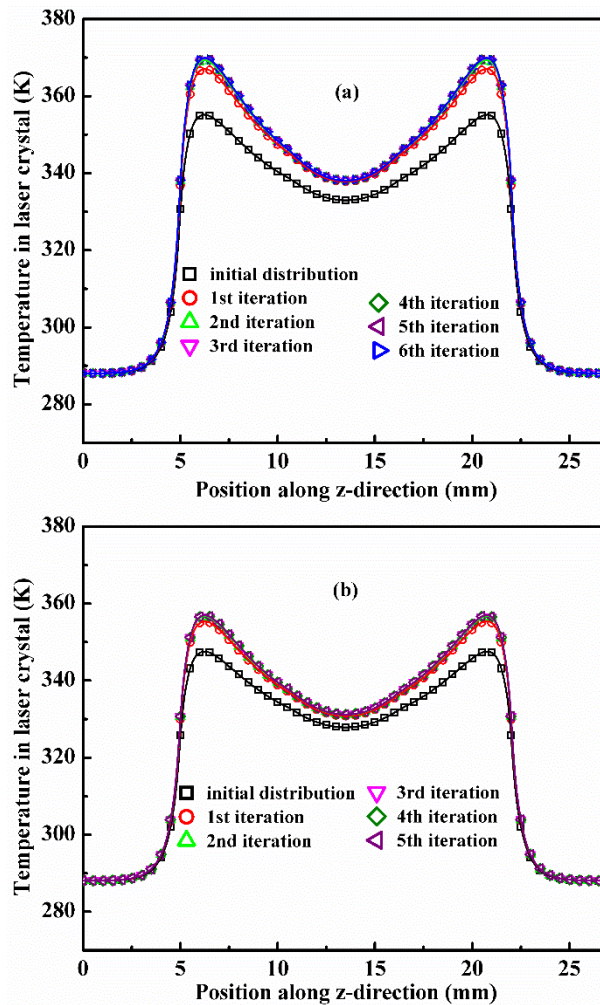 380
(a)
360
340
320
300
280
Temperature in laser crystal (K)
initial distribution
1st iteration
2nd iteration
3rd iteration
4th iteration
5th iteration
6th iteration
0 5 10 15 20 25
Position along z-direction (mm)
380
(b)
360
340
320
300
280
Temperature in laser crystal (K)
initial distribution
1st iteration
2nd iteration
3rd iteration
4th iteration
5th iteration
0 5 10 15 20 25
Position along z-direction (mm)